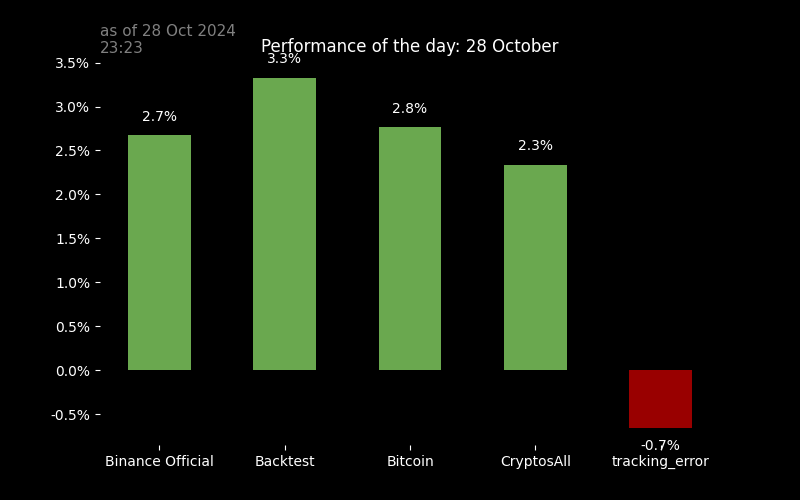 as of 28 Oct 2024
23:23
Performance of the day: 28 October
3.5%
3.0%
2.5%
2.0%
1.5%
1.0%
0.5%
0.0%
-0.5%
2.7%
3.3%
2.8%
2.3%
-0.7%
Binance Official
Backtest
Bitcoin
CryptosAll
tracking_error